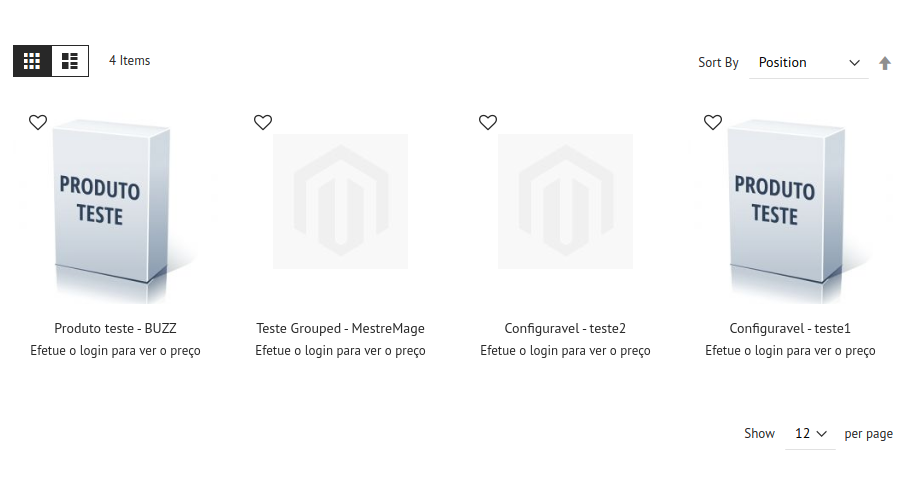 4 Items
Sort By Position
PRODUTO
TESTE
PRODUTO
TESTE
Produto teste - BUZZ
Teste Grouped - MestreMage
Configuravel - teste2
Configuravel - teste1
Efetue o login para ver o preço
Efetue o login para ver o preço
Efetue o login para ver o preço
Efetue o login para ver o preço
Show 12 per page